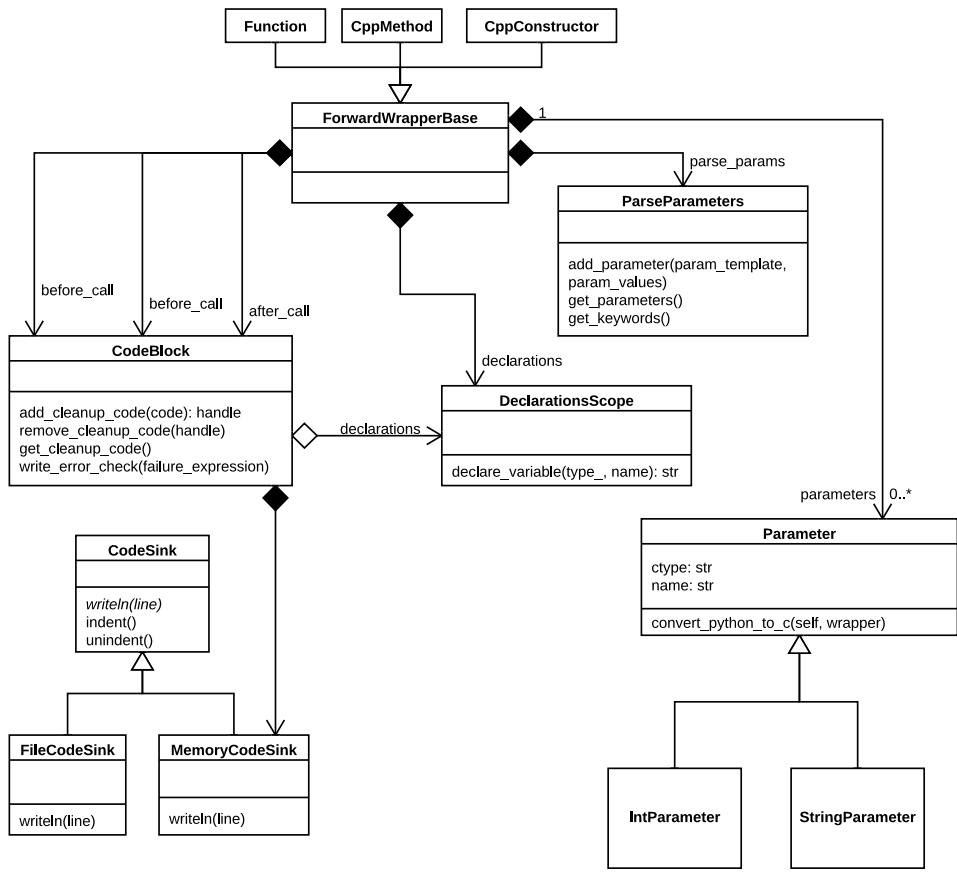 Function
CppMethod
CppConstructor
ForwardWrapperBase
1
parse_params
ParseParameters
add_parameter(param_template,
param_values)
get_parameters()
get_keywords()
before_call
before_call
after_call
CodeBlock
add_cleanup_code(code): handle
remove_cleanup_code(handle)
get_cleanup_code()
write_error_check(failure_expression)
declarations
declarations
DeclarationsScope
declare_variable(type_, name): str
parameters
0..*
Parameter
ctype: str
name: str
convert_python_to_c(self, wrapper)
CodeSink
writeln(line)
indent()
unindent()
FileCodeSink
writeln(line)
MemoryCodeSink
writeln(line)
IntParameter
StringParameter